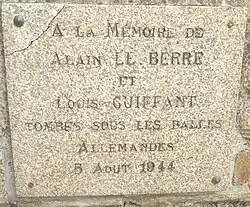 A LA MÉMOIRE DE
ALAIN LE BERRE
ET
LOUIS GUIFFANT
TOMBÉS SOUS LES BALLES
ALLEMANDES
5 AOUT 1944